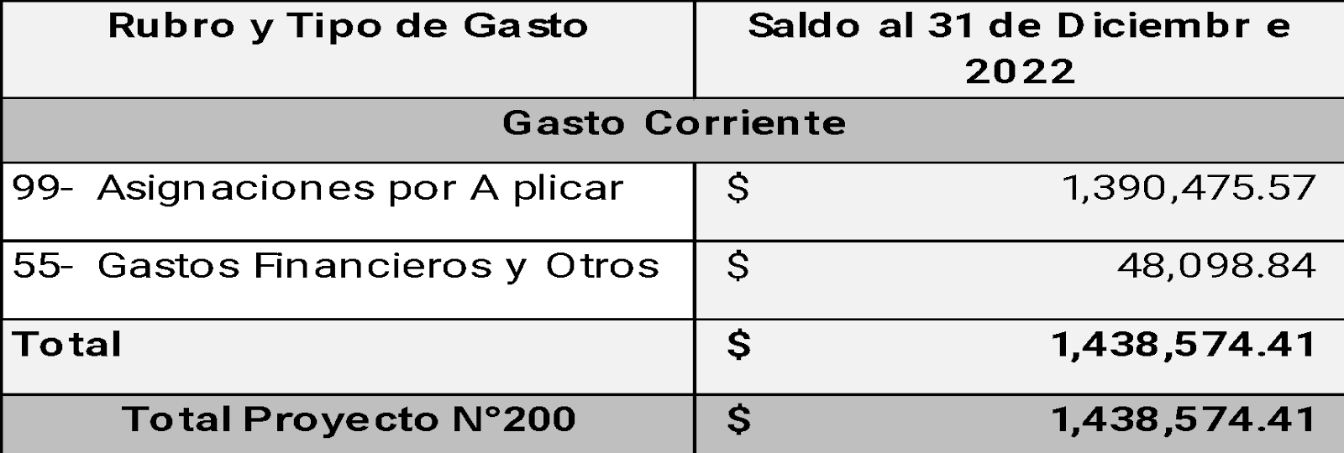 Rubro y Tipo de Gasto
Saldo al 31 de Diciembr e
2022
Gasto Corriente
99- Asignaciones por A plicar $ 1,390,475.57
55- Gastos Financieros y Otros $ 48,098.84
Total $ 1,438,574.41
Total Proyecto N°200 $ 1,438,574.41